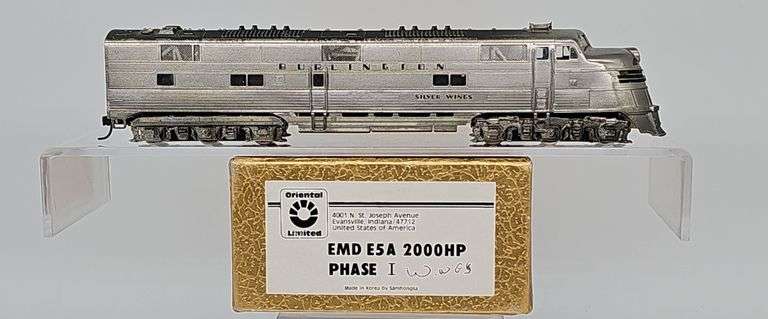 BURLINGTON
SILVER WINGS
Oriental
Limited
4001 N. St. Joseph Avenue
Evansville, Indiana 47712
United States of America
EMD E5A 2000HP
PHASE I
Made in Korea by Samhongsa